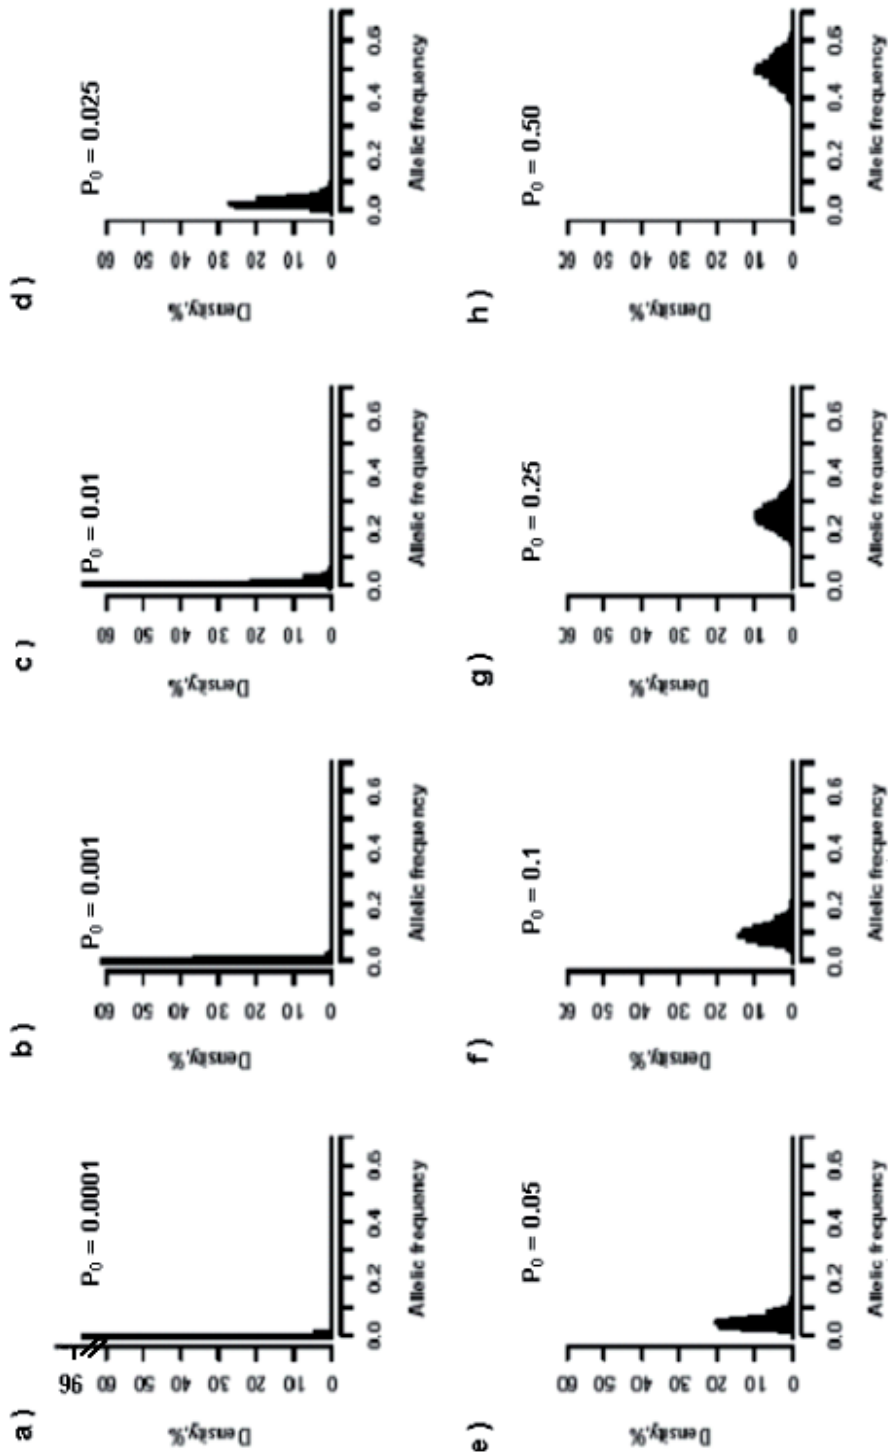 a )
P₀ = 0.0001
96
60
50
40
30
20
10
0
Density,%
0.0 0.2 0.4 0.6
Allelic frequency
b )
P₀ = 0.001
60
50
40
30
20
10
0
Density,%
0.0 0.2 0.4 0.6
Allelic frequency
c )
P₀ = 0.01
60
50
40
30
20
10
0
Density,%
0.0 0.2 0.4 0.6
Allelic frequency
d )
P₀ = 0.025
60
50
40
30
20
10
0
Density,%
0.0 0.2 0.4 0.6
Allelic frequency
e )
P₀ = 0.05
60
50
40
30
20
10
0
Density,%
0.0 0.2 0.4 0.6
Allelic frequency
f )
P₀ = 0.1
60
50
40
30
20
10
0
Density,%
0.0 0.2 0.4 0.6
Allelic frequency
g )
P₀ = 0.25
60
50
40
30
20
10
0
Density,%
0.0 0.2 0.4 0.6
Allelic frequency
h )
P₀ = 0.50
60
50
40
30
20
10
0
Density,%
0.0 0.2 0.4 0.6
Allelic frequency